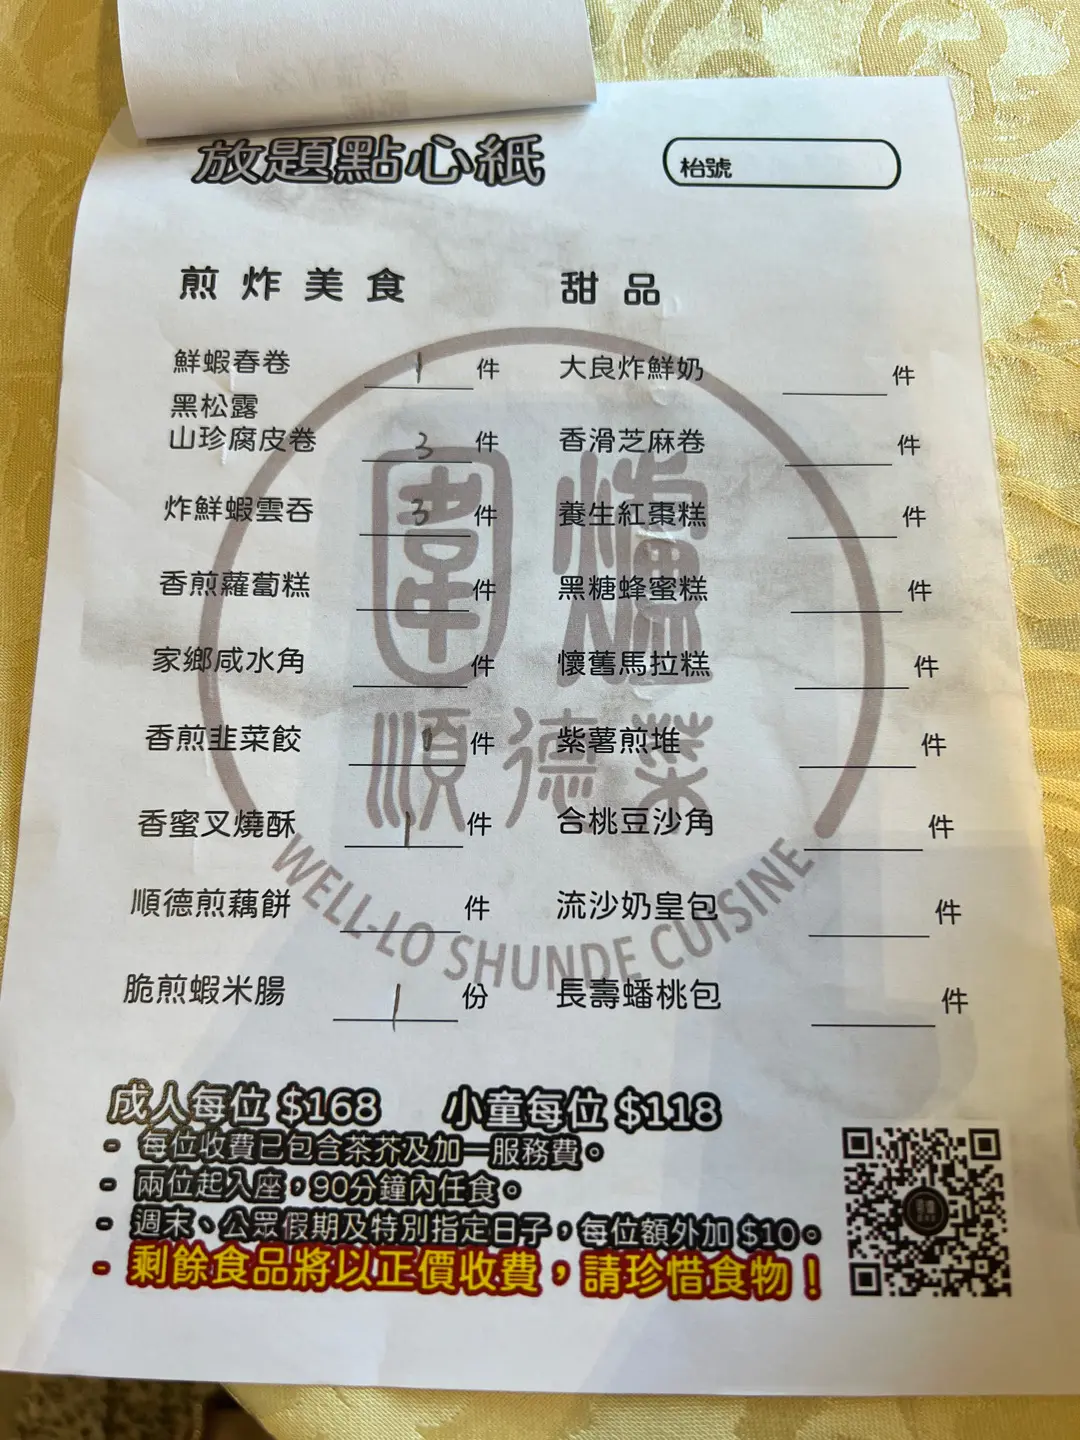 放題點心紙
枱號
煎炸美食 甜品
鮮蝦春卷 1 件 大良炸鮮奶 件
黑松露
山珍腐皮卷 3 件 香滑芝麻卷 件
炸鮮蝦雲吞 3 件 養生紅棗糕 件
香煎蘿蔔糕 件 黑糖蜂蜜糕 件
家鄉咸水角 件 懷舊馬拉糕 件
香煎韭菜餃 1 件 紫薯煎堆 件
香蜜叉燒酥 1 件 合桃豆沙角 件
順德煎藕餅 件 流沙奶皇包 件
脆煎蝦米腸 1 份 長壽蟠桃包 件
圍爐
順德菜
WELL-LO SHUNDE CUISINE
成人每位 $168 小童每位 $118
- 每位收費已包含茶芥及加一服務費。
- 兩位起入座，90分鐘內任食。
- 週末、公眾假期及特別指定日子，每位額外加 $10。
- 剩餘食品將以正價收費，請珍惜食物！